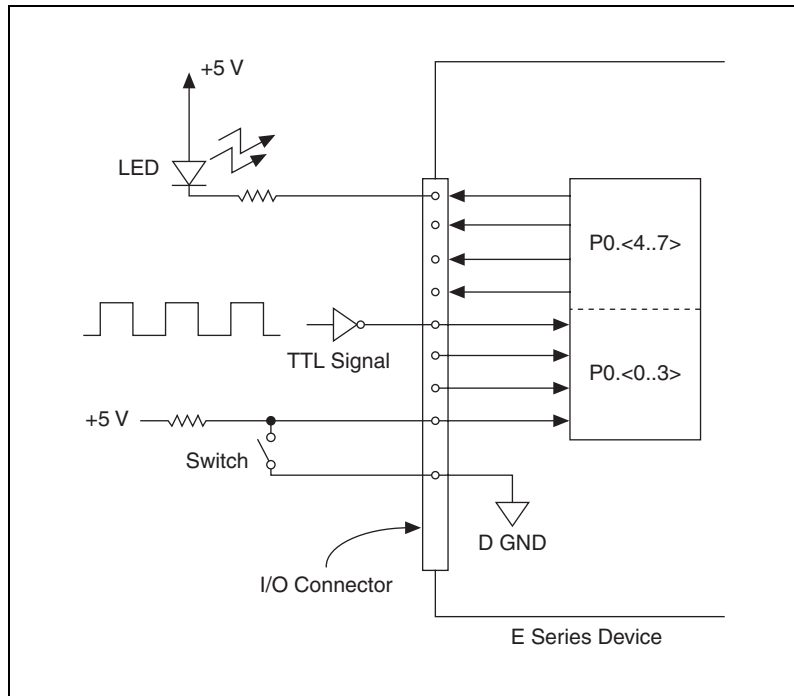 +5 V
LED
P0.<4..7>
TTL Signal
P0.<0..3>
+5 V
Switch
D GND
I/O Connector
E Series Device